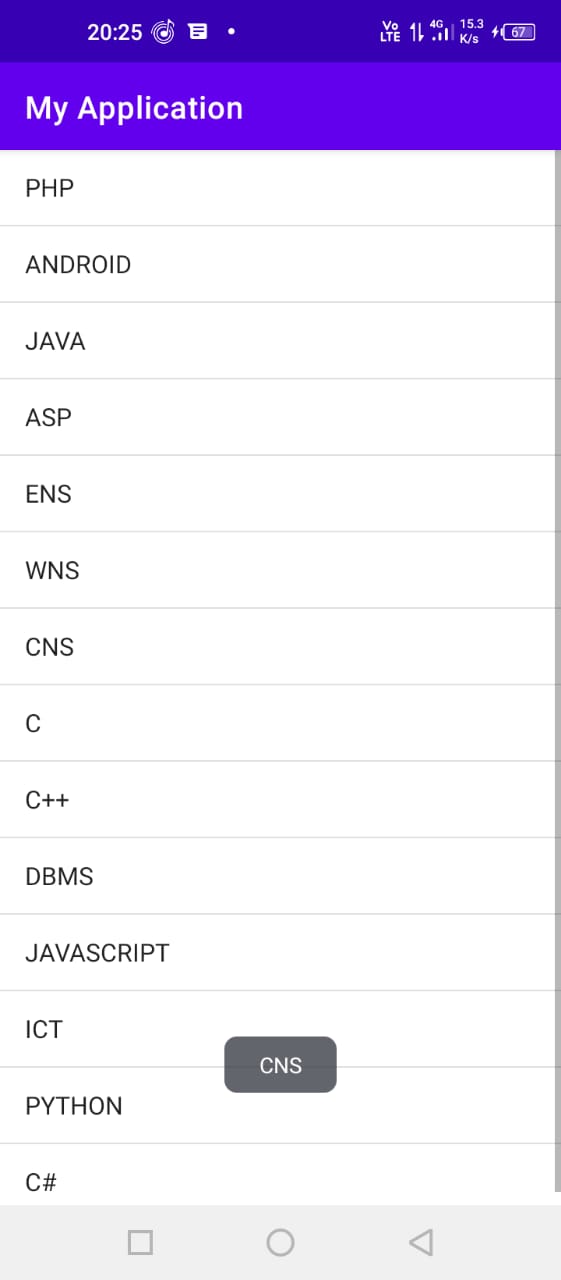 20:25
Vo LTE 4G 15.3 K/s 67
My Application
PHP
ANDROID
JAVA
ASP
ENS
WNS
CNS
C
C++
DBMS
JAVASCRIPT
ICT
CNS
PYTHON
C#